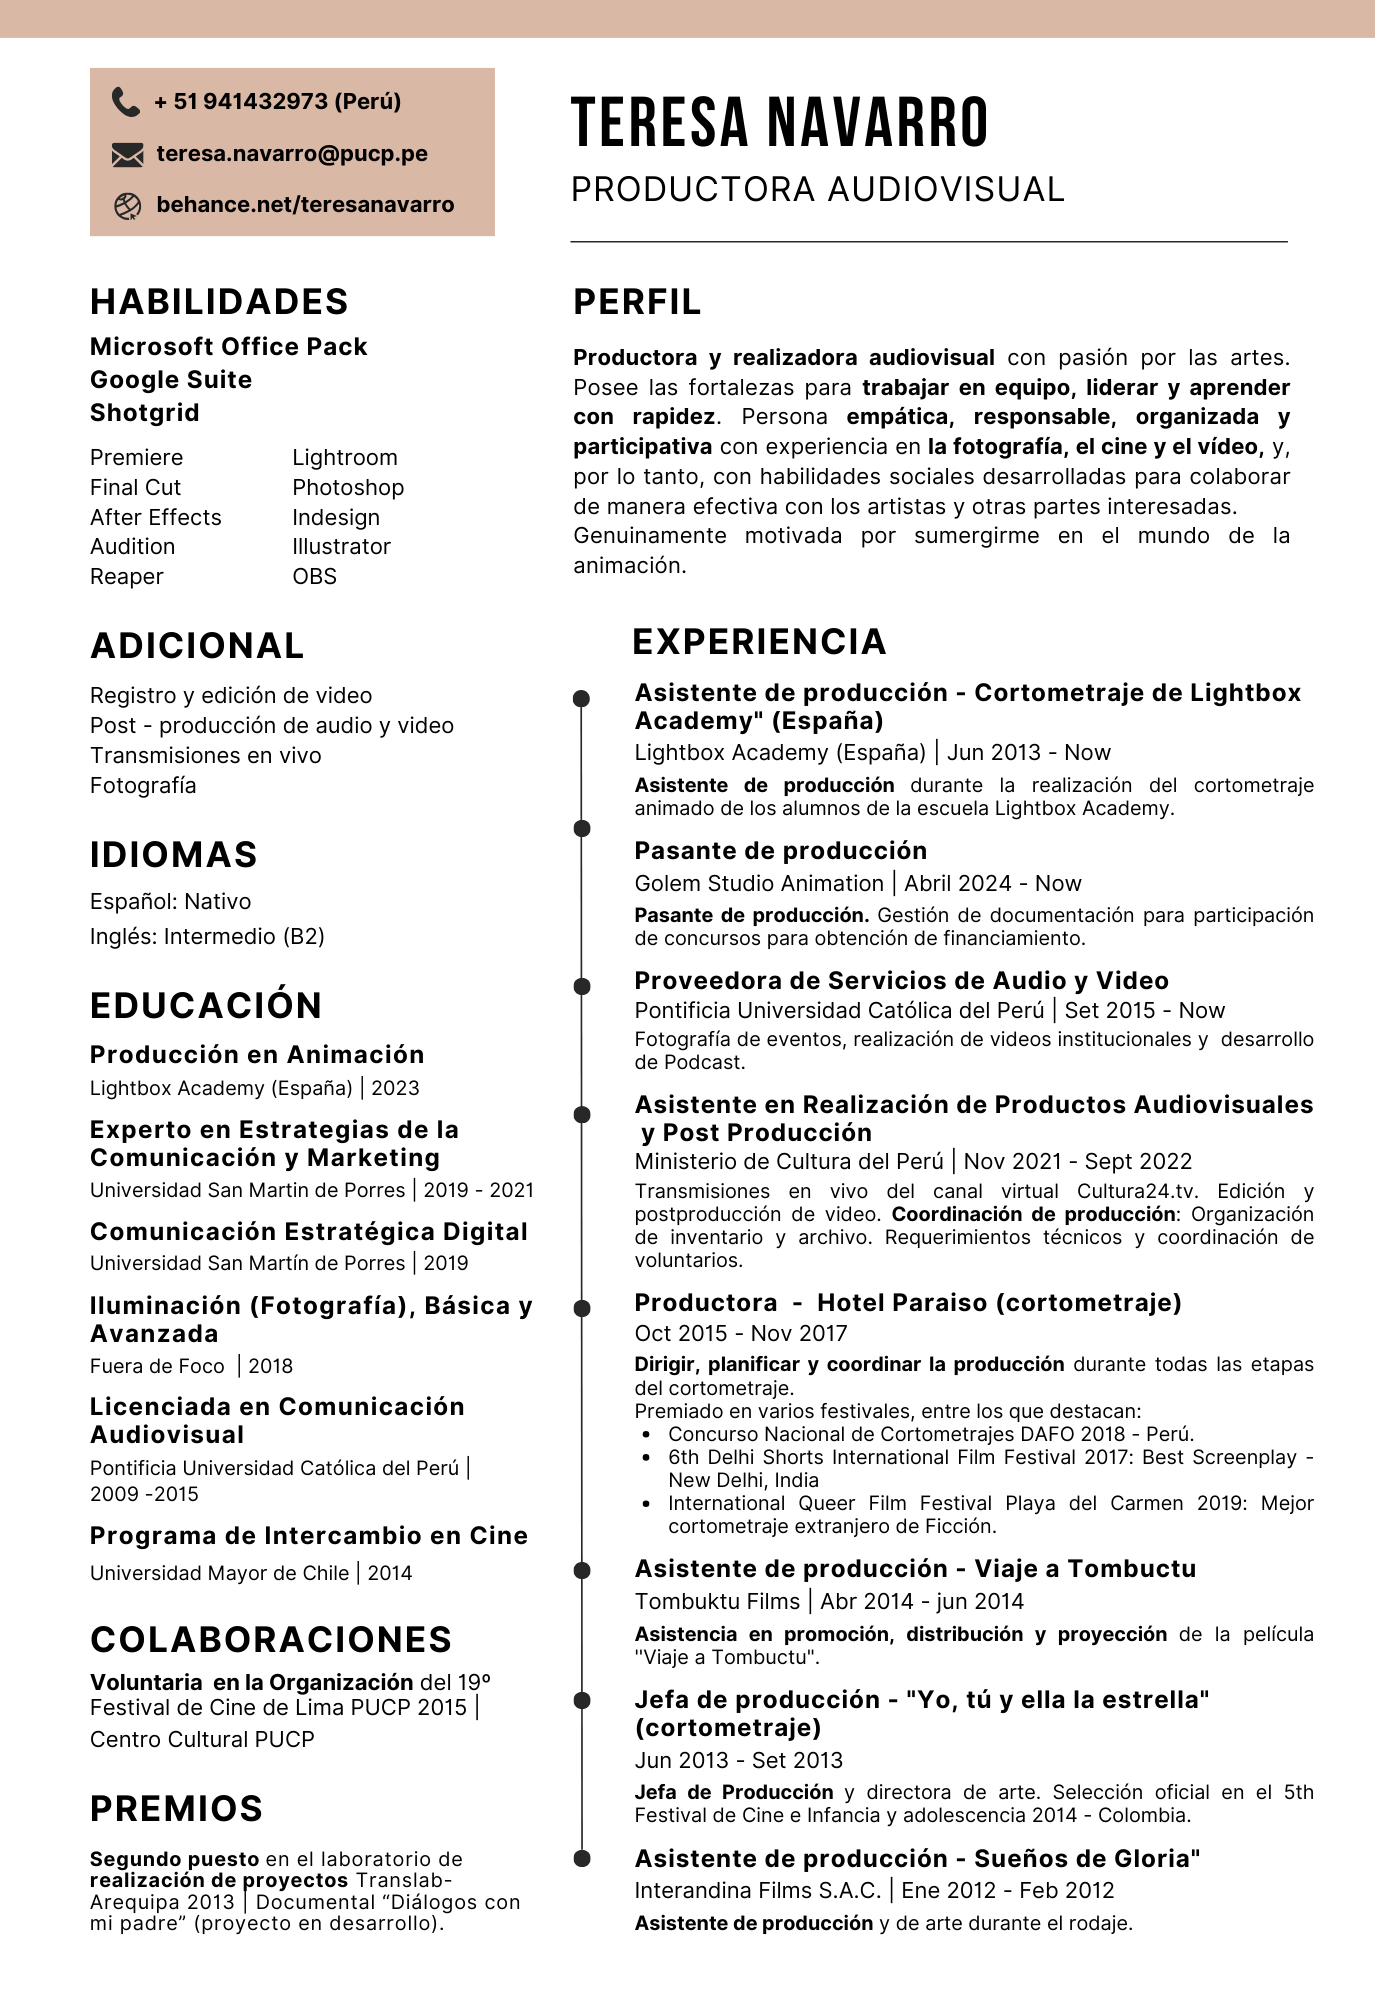 + 51 941432973 (Perú)
teresa.navarro@pucp.pe
behance.net/teresanavarro
TERESA NAVARRO
PRODUCTORA AUDIOVISUAL
HABILIDADES
Microsoft Office Pack
Google Suite
Shotgrid
Premiere
Final Cut
After Effects
Audition
Reaper
Lightroom
Photoshop
Indesign
Illustrator
OBS
ADICIONAL
Registro y edición de video
Post - producción de audio y video
Transmisiones en vivo
Fotografía
IDIOMAS
Español: Nativo
Inglés: Intermedio (B2)
EDUCACIÓN
Producción en Animación
Lightbox Academy (España) | 2023
Experto en Estrategias de la
Comunicación y Marketing
Universidad San Martin de Porres | 2019 - 2021
Comunicación Estratégica Digital
Universidad San Martín de Porres | 2019
Iluminación (Fotografía), Básica y
Avanzada
Fuera de Foco | 2018
Licenciada en Comunicación
Audiovisual
Pontificia Universidad Católica del Perú |
2009 -2015
Programa de Intercambio en Cine
Universidad Mayor de Chile | 2014
COLABORACIONES
Voluntaria en la Organización del 19º
Festival de Cine de Lima PUCP 2015 |
Centro Cultural PUCP
PREMIOS
Segundo puesto en el laboratorio de
realización de proyectos Translab-
Arequipa 2013 | Documental “Diálogos con
mi padre” (proyecto en desarrollo).
PERFIL
Productora y realizadora audiovisual con pasión por las artes.
Posee las fortalezas para trabajar en equipo, liderar y aprender
con rapidez. Persona empática, responsable, organizada y
participativa con experiencia en la fotografía, el cine y el vídeo, y,
por lo tanto, con habilidades sociales desarrolladas para colaborar
de manera efectiva con los artistas y otras partes interesadas.
Genuinamente motivada por sumergirme en el mundo de la
animación.
EXPERIENCIA
Asistente de producción - Cortometraje de Lightbox
Academy" (España)
Lightbox Academy (España) | Jun 2013 - Now
Asistente de producción durante la realización del cortometraje
animado de los alumnos de la escuela Lightbox Academy.
Pasante de producción
Golem Studio Animation | Abril 2024 - Now
Pasante de producción. Gestión de documentación para participación
de concursos para obtención de financiamiento.
Proveedora de Servicios de Audio y Video
Pontificia Universidad Católica del Perú | Set 2015 - Now
Fotografía de eventos, realización de videos institucionales y desarrollo
de Podcast.
Asistente en Realización de Productos Audiovisuales
y Post Producción
Ministerio de Cultura del Perú | Nov 2021 - Sept 2022
Transmisiones en vivo del canal virtual Cultura24.tv. Edición y
postproducción de video. Coordinación de producción: Organización
de inventario y archivo. Requerimientos técnicos y coordinación de
voluntarios.
Productora - Hotel Paraiso (cortometraje)
Oct 2015 - Nov 2017
Dirigir, planificar y coordinar la producción durante todas las etapas
del cortometraje.
Premiado en varios festivales, entre los que destacan:
• Concurso Nacional de Cortometrajes DAFO 2018 - Perú.
• 6th Delhi Shorts International Film Festival 2017: Best Screenplay -
New Delhi, India
• International Queer Film Festival Playa del Carmen 2019: Mejor
cortometraje extranjero de Ficción.
Asistente de producción - Viaje a Tombuctu
Tombuktu Films | Abr 2014 - jun 2014
Asistencia en promoción, distribución y proyección de la película
"Viaje a Tombuctu".
Jefa de producción - "Yo, tú y ella la estrella"
(cortometraje)
Jun 2013 - Set 2013
Jefa de Producción y directora de arte. Selección oficial en el 5th
Festival de Cine e Infancia y adolescencia 2014 - Colombia.
Asistente de producción - Sueños de Gloria"
Interandina Films S.A.C. | Ene 2012 - Feb 2012
Asistente de producción y de arte durante el rodaje.